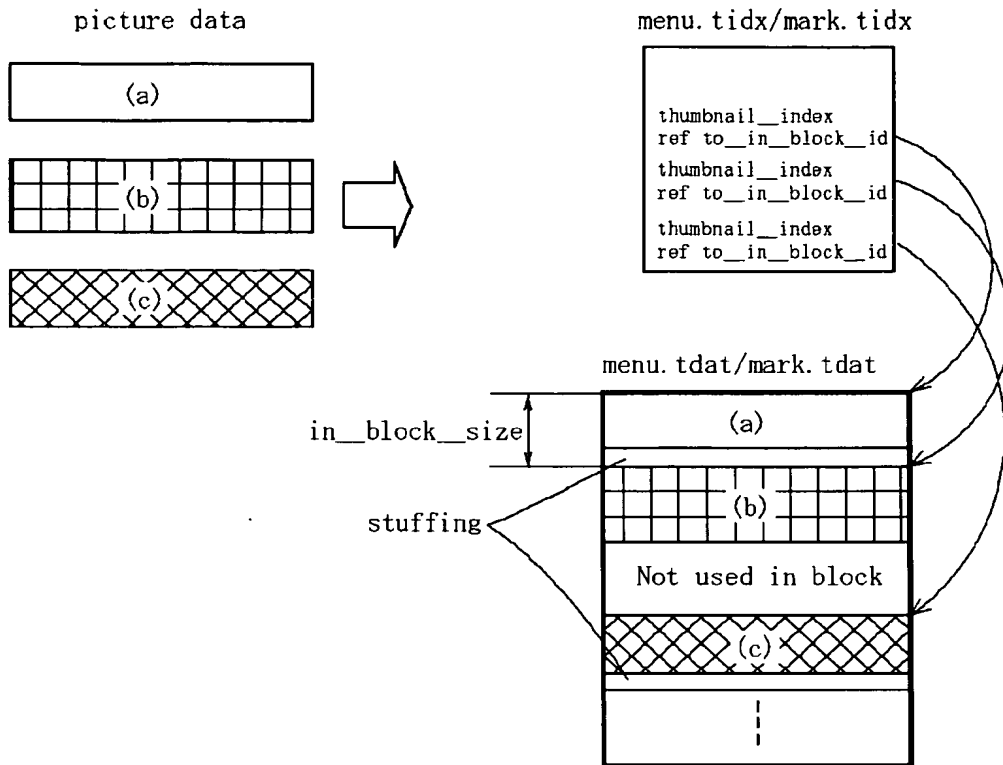 picture data
(a)
(b)
(c)
menu. tidx/mark. tidx
thumbnail__index
ref to__in__block__id
thumbnail__index
ref to__in__block__id
thumbnail__index
ref to__in__block__id
menu. tdat/mark. tdat
in__block__size
(a)
stuffing
(b)
Not used in block
(c)